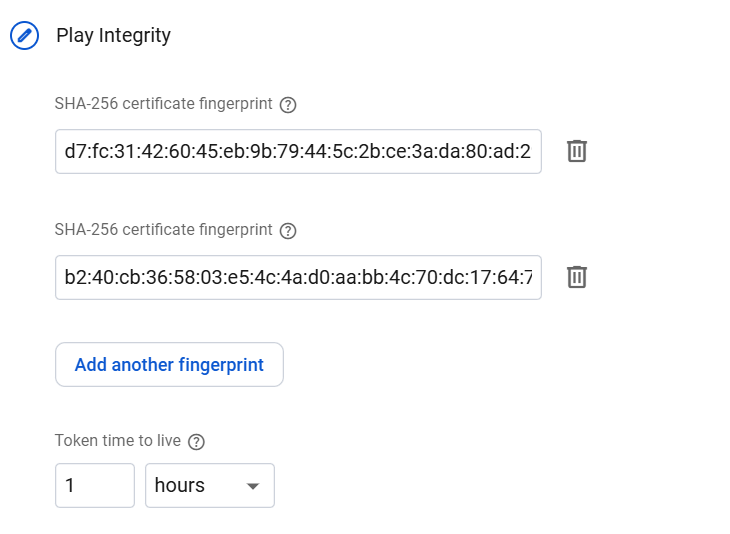 Play Integrity
SHA-256 certificate fingerprint
d7:fc:31:42:60:45:eb:9b:79:44:5c:2b:ce:3a:da:80:ad:2
SHA-256 certificate fingerprint
b2:40:cb:36:58:03:e5:4c:4a:d0:aa:bb:4c:70:dc:17:64:7
Add another fingerprint
Token time to live
1 hours